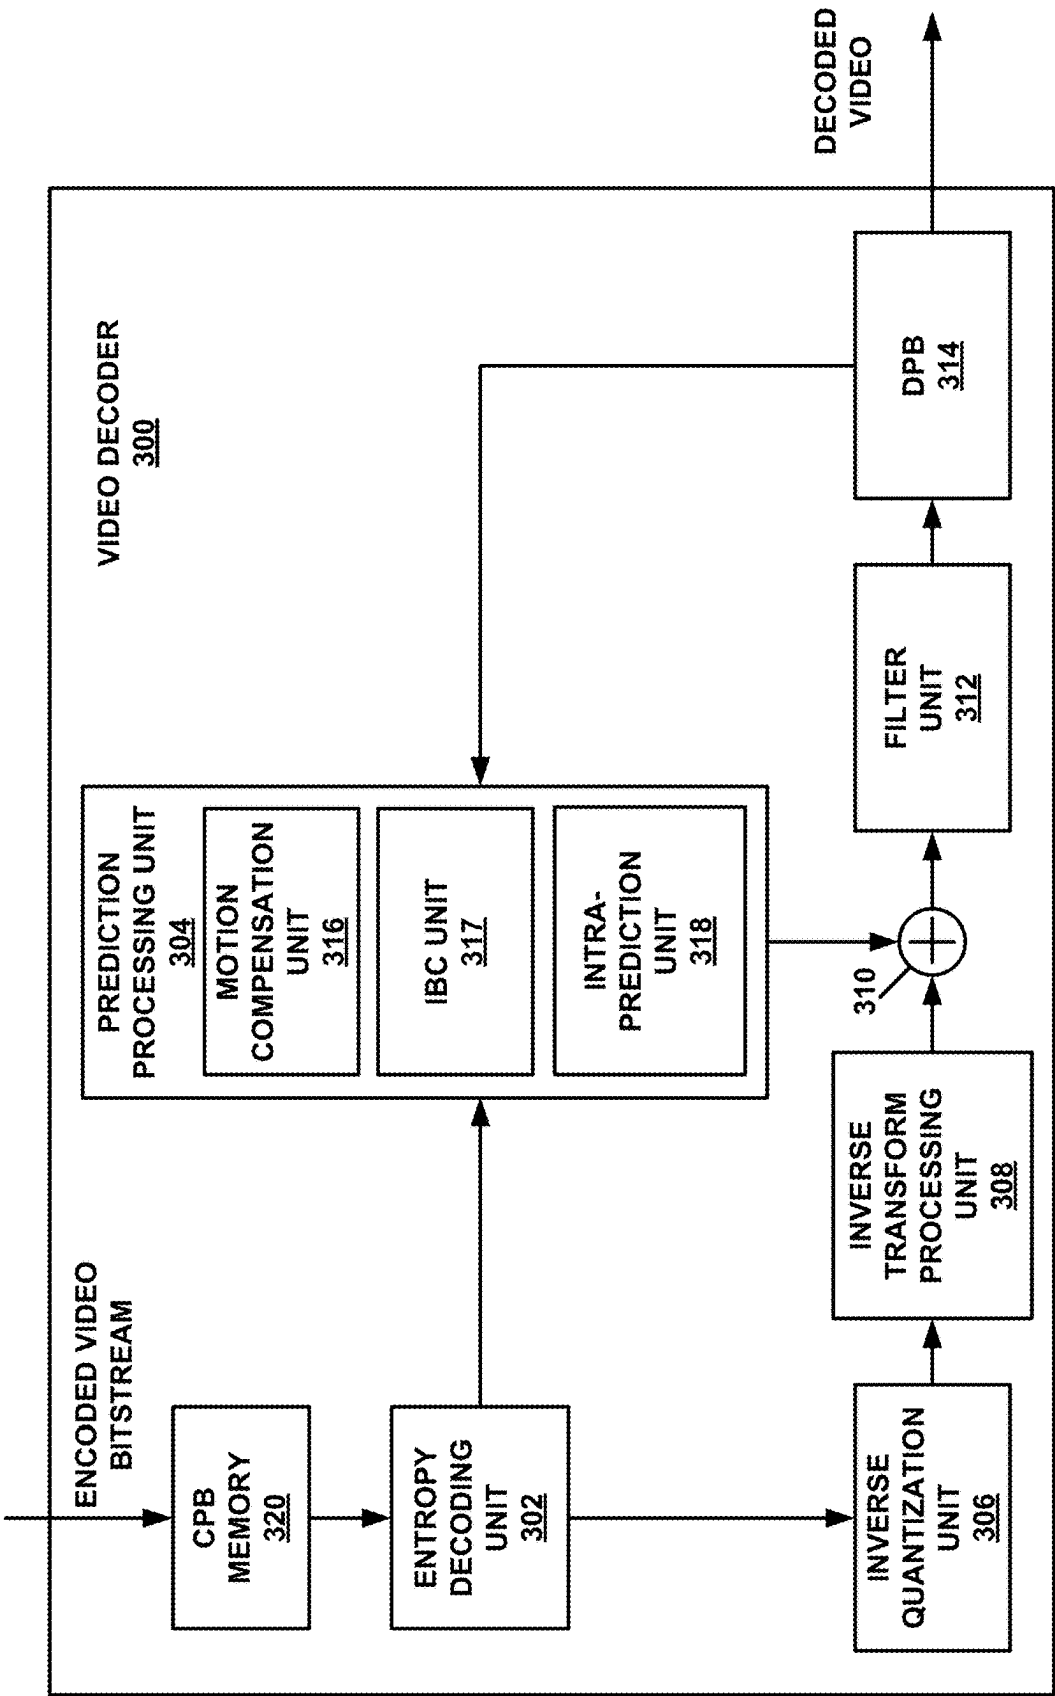 ENCODED VIDEO
BITSTREAM
VIDEO DECODER
300
CPB
MEMORY
320
ENTROPY
DECODING
UNIT
302
PREDICTION
PROCESSING UNIT
304
MOTION
COMPENSATION
UNIT
316
IBC UNIT
317
INTRA-
PREDICTION
UNIT
318
INVERSE
QUANTIZATION
UNIT
306
INVERSE
TRANSFORM
PROCESSING
UNIT
308
310
FILTER
UNIT
312
DPB
314
DECODED
VIDEO